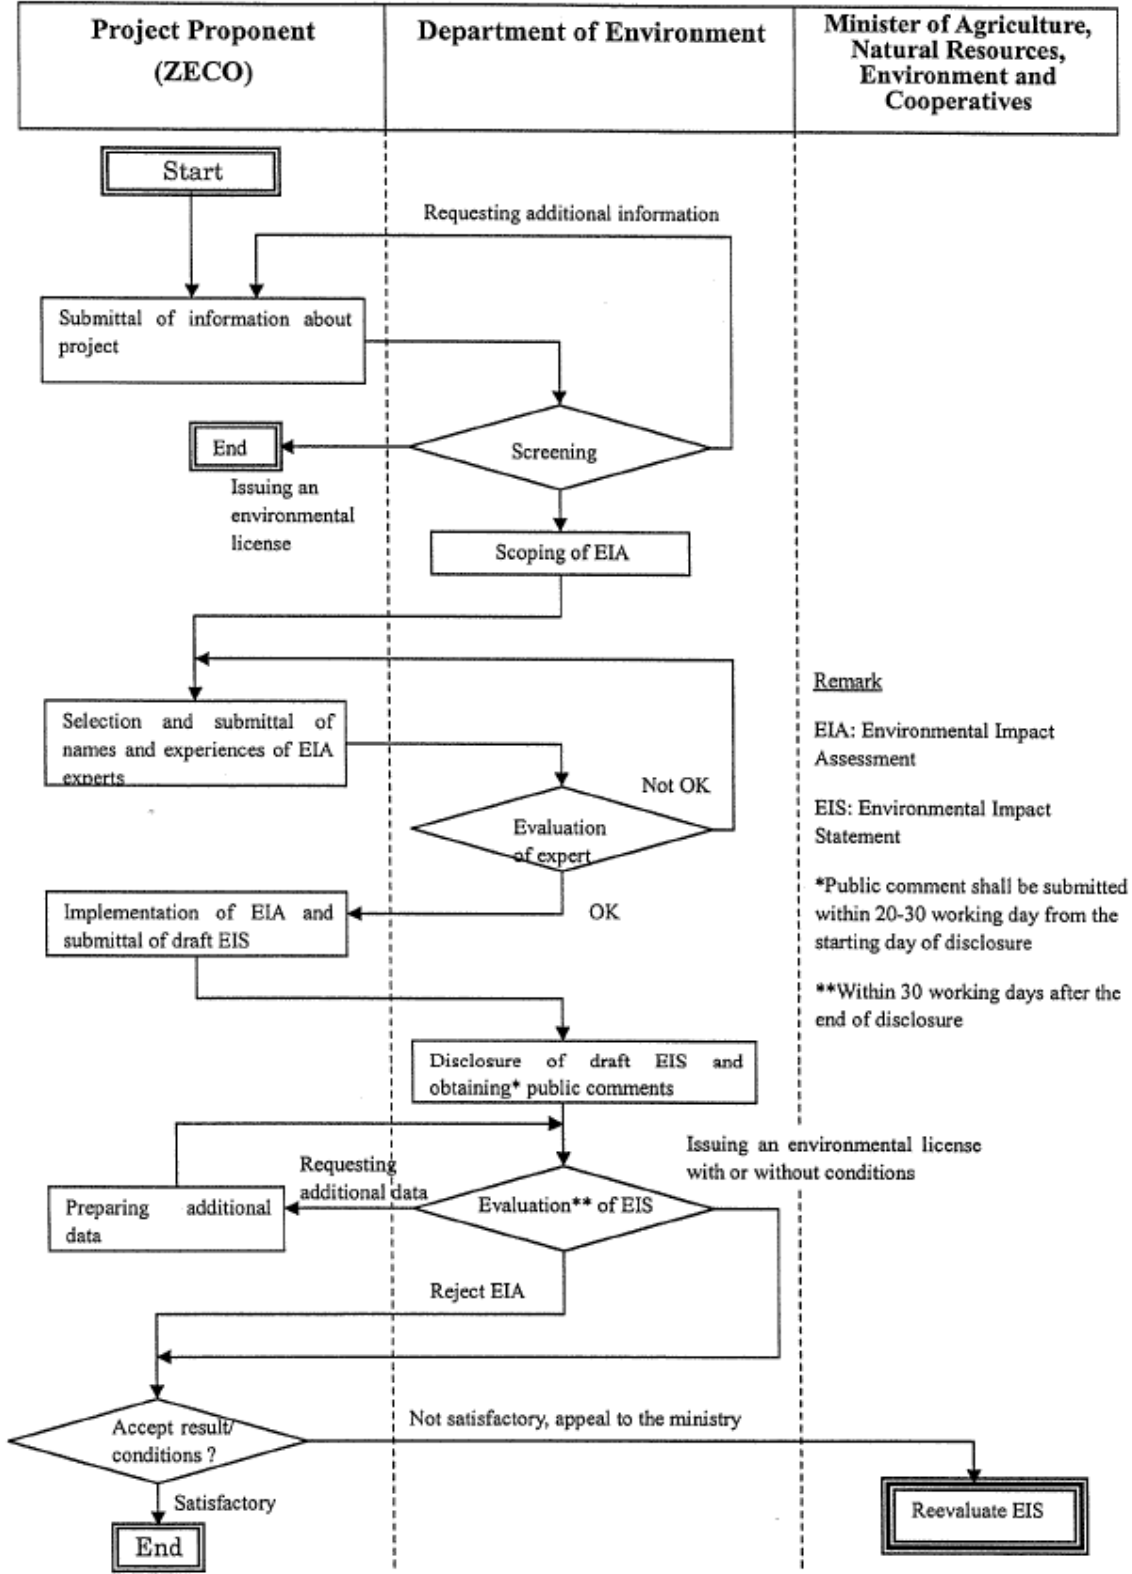 Project Proponent
(ZECO)
Department of Environment
Minister of Agriculture,
Natural Resources,
Environment and
Cooperatives
Start
Requesting additional information
Submittal of information about
project
Screening
End
Issuing an
environmental
license
Scoping of EIA
Selection and submittal of
names and experiences of EIA
experts
Not OK
Evaluation
of expert
OK
Implementation of EIA and
submittal of draft EIS
Remark
EIA: Environmental Impact
Assessment
EIS: Environmental Impact
Statement
*Public comment shall be submitted
within 20-30 working day from the
starting day of disclosure
**Within 30 working days after the
end of disclosure
Disclosure of draft EIS and
obtaining* public comments
Issuing an environmental license
with or without conditions
Requesting
additional data
Preparing additional
data
Evaluation** of EIS
Reject EIA
Accept result/
conditions ?
Not satisfactory, appeal to the ministry
Satisfactory
Reevaluate EIS
End